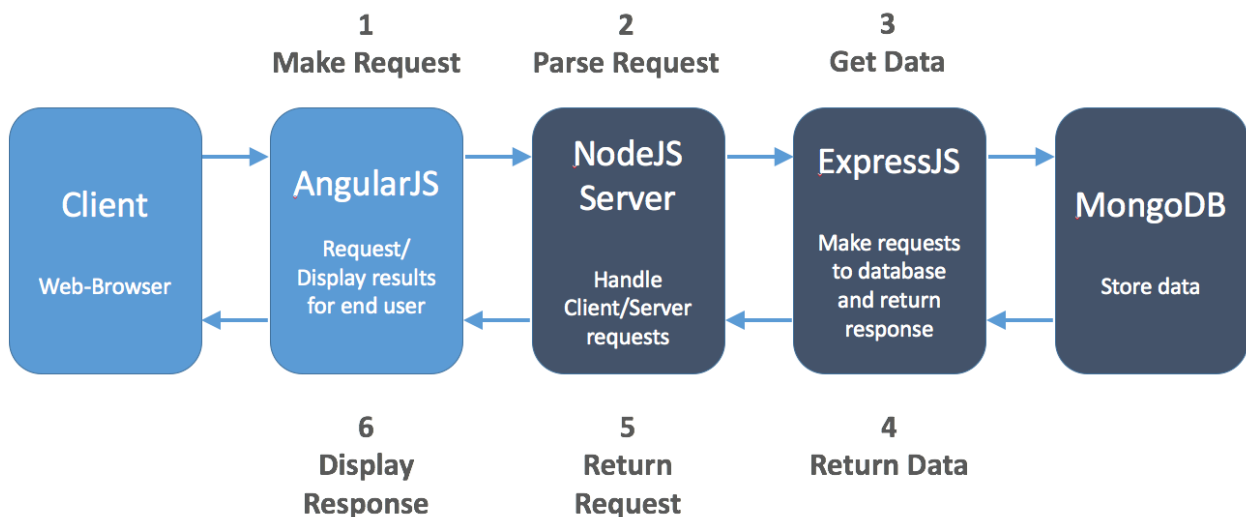 1
Make Request
2
Parse Request
3
Get Data
Client
Web-Browser
AngularJS
Request/
Display results
for end user
NodeJS
Server
Handle
Client/Server
requests
ExpressJS
Make requests
to database
and return
response
MongoDB
Store data
6
Display
Response
5
Return
Request
4
Return Data